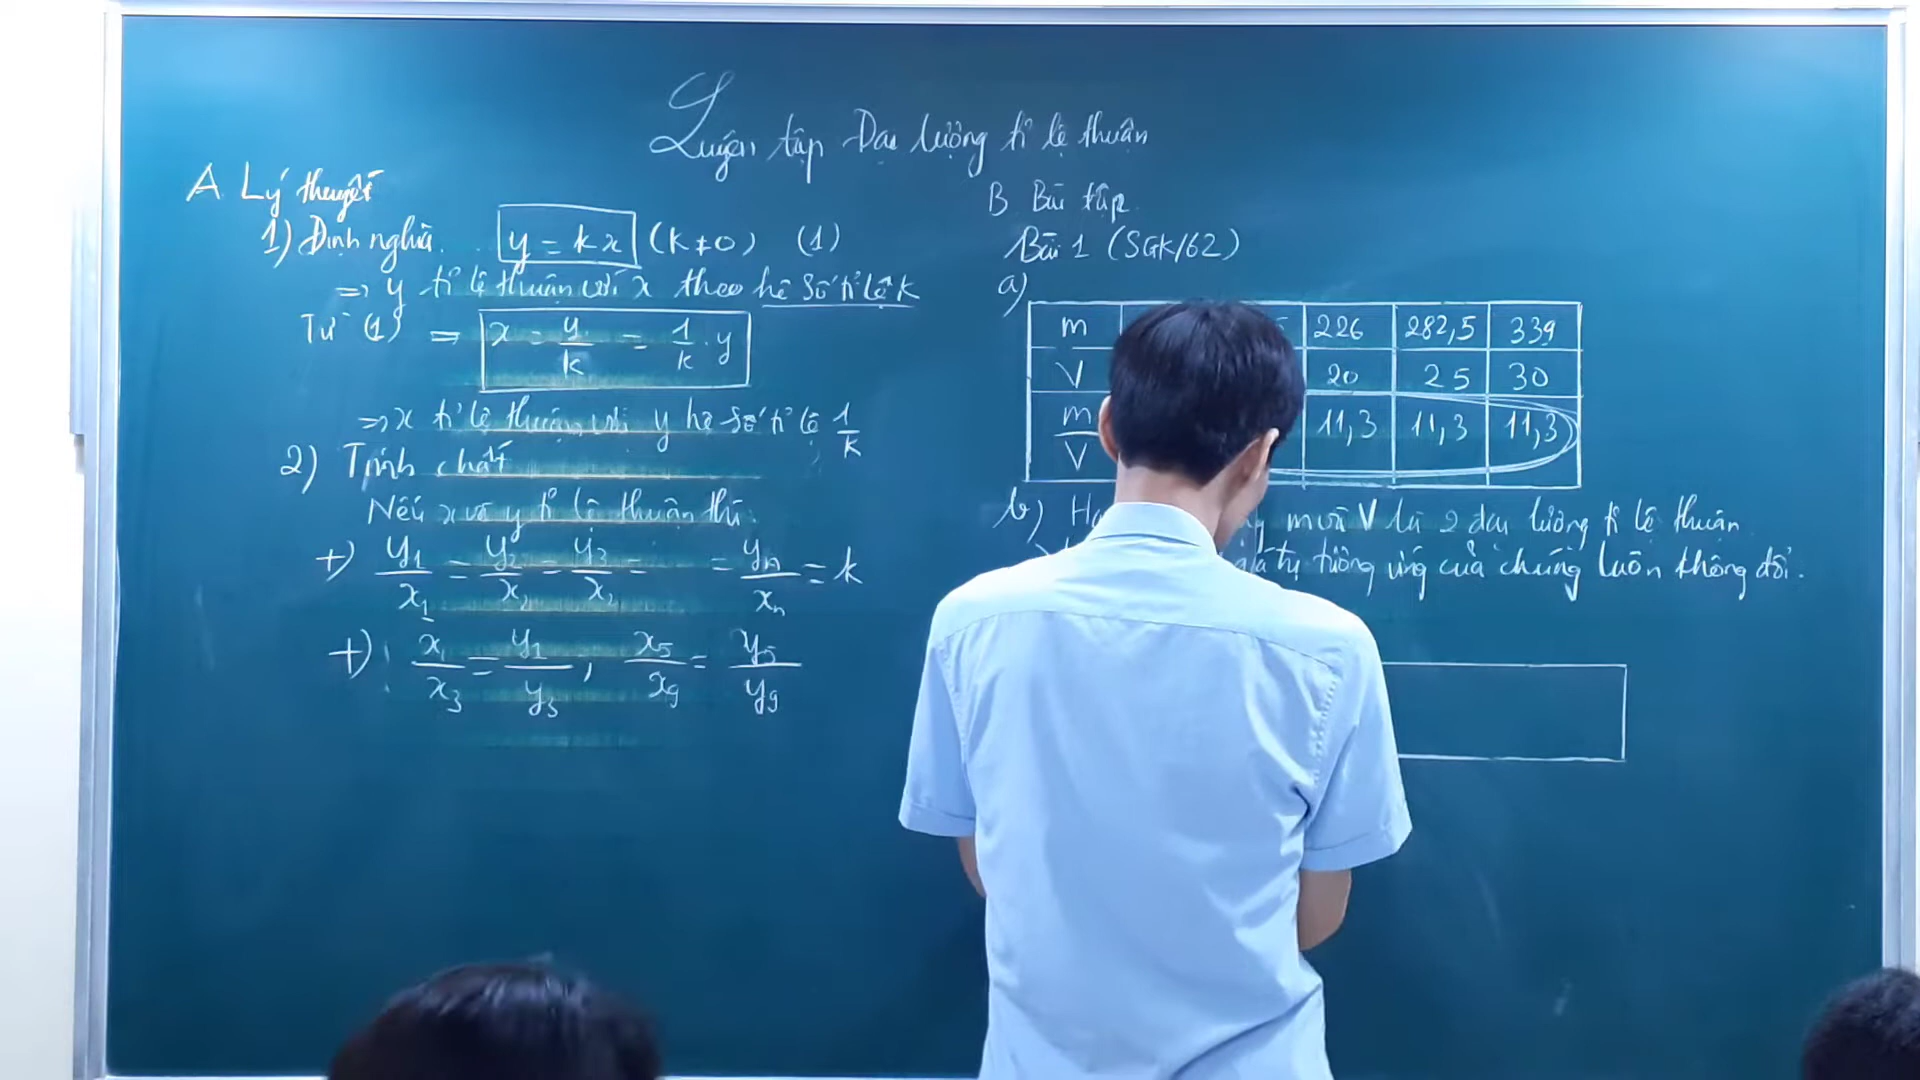 Luyện tập Đại lượng tỉ lệ thuận
A Lý thuyết
1) Định nghĩa. y = kx (k≠0) (1)
=> y tỉ lệ thuận với x theo hệ số tỉ lệ k
Từ (1) => x = y/k = 1/k . y
=> x tỉ lệ thuận với y hệ số tỉ lệ 1/k
2) Tính chất
Nếu x và y tỉ lệ thuận thì:
+) y1/x1 = y2/x2 = y3/x3 = = yn/xn = k
+) x1/x3 = y1/y3 ; x5/x9 = y5/y9
B Bài tập
Bài 1 (SGK/62)
a)
m 226 282,5 339
V 20 25 30
m/V 11,3 11,3 11,3
b) m và V là 2 đại lượng tỉ lệ thuận
giá trị tương ứng của chúng luôn không đổi.